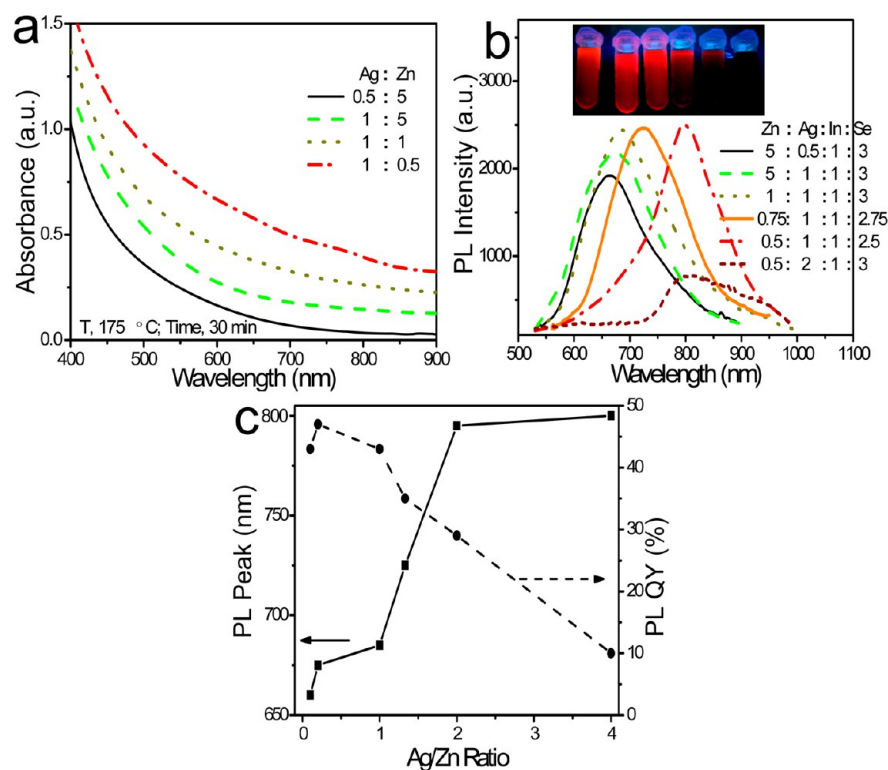 a
Absorbance (a.u.)
1.5
1.0
0.5
0.0
Ag : Zn
0.5 : 5
1 : 5
1 : 1
1 : 0.5
T, 175 °C; Time, 30 min
400 500 600 700 800 900
Wavelength (nm)
b
PL Intensity (a.u.)
3500
2500
1500
500
Zn : Ag : In : Se
5 : 0.5 : 1 : 3
5 : 1 : 1 : 3
1 : 1 : 1 : 3
0.75 : 1 : 1 : 2.75
0.5 : 1 : 1 : 2.5
0.5 : 2 : 1 : 3
500 600 700 800 900 1000 1100
Wavelength (nm)
c
PL Peak (nm)
800
750
700
650
50
40
30
20
10
0
PL QY (%)
0 1 2 3 4
Ag/Zn Ratio